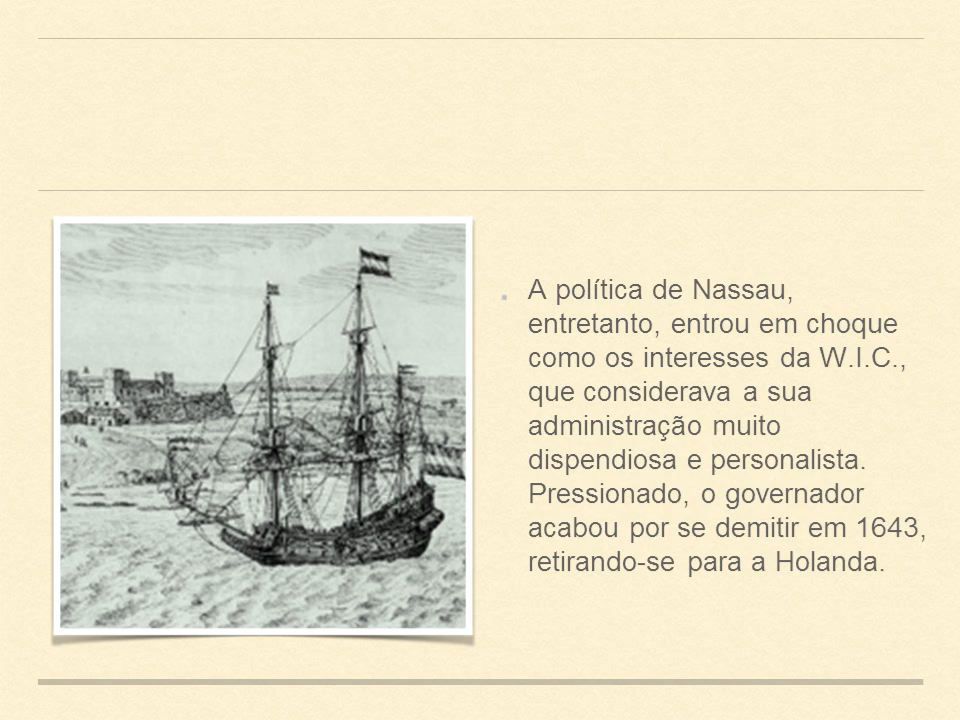 A política de Nassau,
entretanto, entrou em choque
como os interesses da W.I.C.,
que considerava a sua
administração muito
dispendiosa e personalista.
Pressionado, o governador
acabou por se demitir em 1643,
retirando-se para a Holanda.